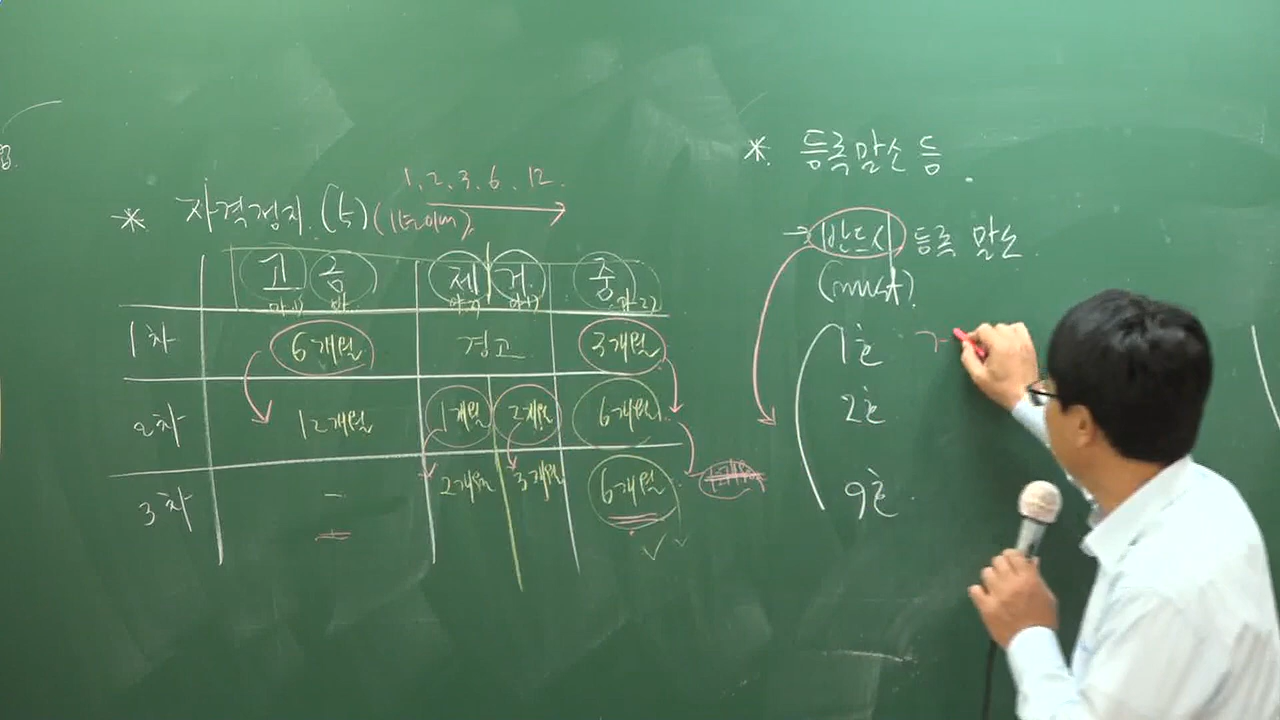 * 등록말소 등.
1, 2, 3, 6, 12.
* 자격정지. (5) (1년이내)
→ 반드시 등록 말소.
고 중 제 거 중
(must).
1차 6개월 경고 3개월
1호 ㄱ
2차 12개월 1개월 2개월 6개월
2호
3차 - 2개월 3개월 6개월
9호.